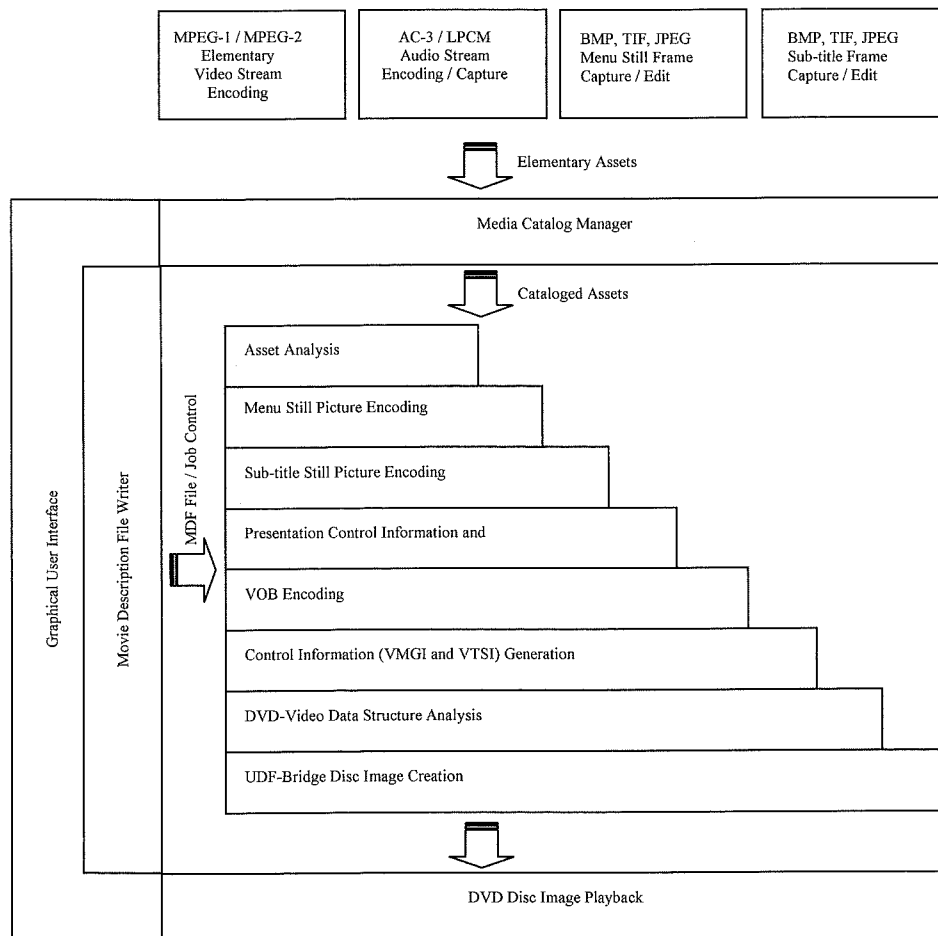 MPEG-1 / MPEG-2
Elementary
Video Stream
Encoding
AC-3 / LPCM
Audio Stream
Encoding / Capture
BMP, TIF, JPEG
Menu Still Frame
Capture / Edit
BMP, TIF, JPEG
Sub-title Frame
Capture / Edit
Elementary Assets
Media Catalog Manager
Cataloged Assets
Graphical User Interface
Movie Description File Writer
MDF File / Job Control
Asset Analysis
Menu Still Picture Encoding
Sub-title Still Picture Encoding
Presentation Control Information and
VOB Encoding
Control Information (VMGI and VTSI) Generation
DVD-Video Data Structure Analysis
UDF-Bridge Disc Image Creation
DVD Disc Image Playback